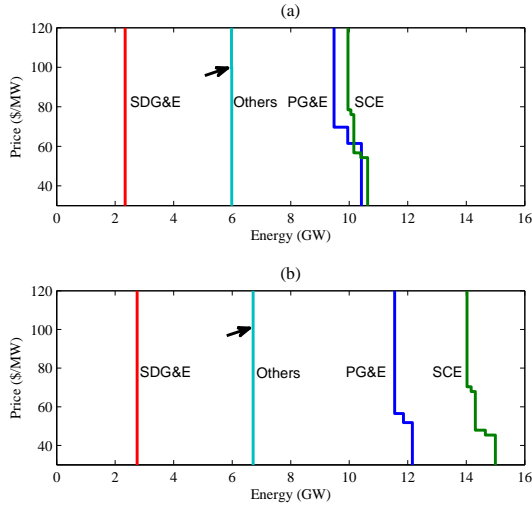 (a)
120
100
80
60
40
Price ($/MW)
SDG&E
Others
PG&E
SCE
0 2 4 6 8 10 12 14 16
Energy (GW)
(b)
120
100
80
60
40
Price ($/MW)
SDG&E
Others
PG&E
SCE
0 2 4 6 8 10 12 14 16
Energy (GW)